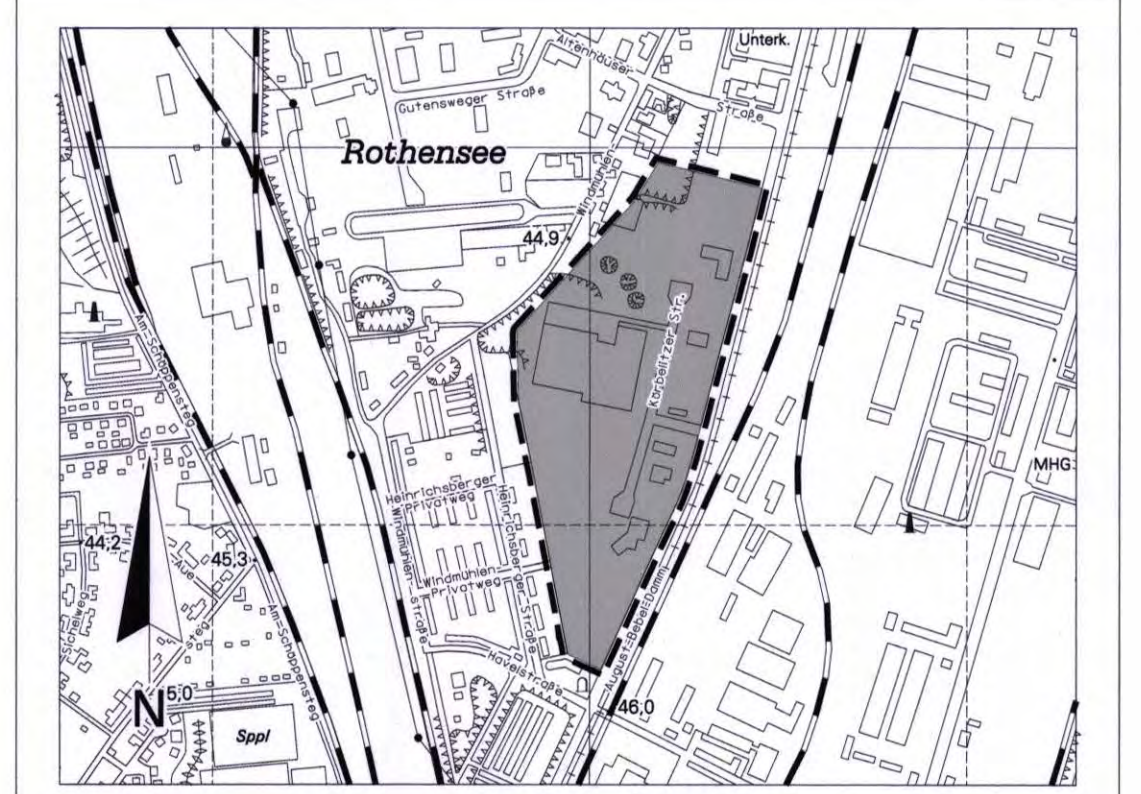 Unterk.
Altenhäuser
Straße
Gutensweger Straße
Rothensee
Windmühlen-
44,9
Körbelitzer Str.
Am=Schöppensteg
MHG
Heinrichsberger
Privatweg
Windmühlen-
straße
Heinrichsberger=Straße
44,2
45,3
Windmühlen-
Privatweg
Aue
steg
Sichelweg
Am=Schöppensteg
August=Bebel=Damm
Havelstraße
N
5,0
46,0
Sppl